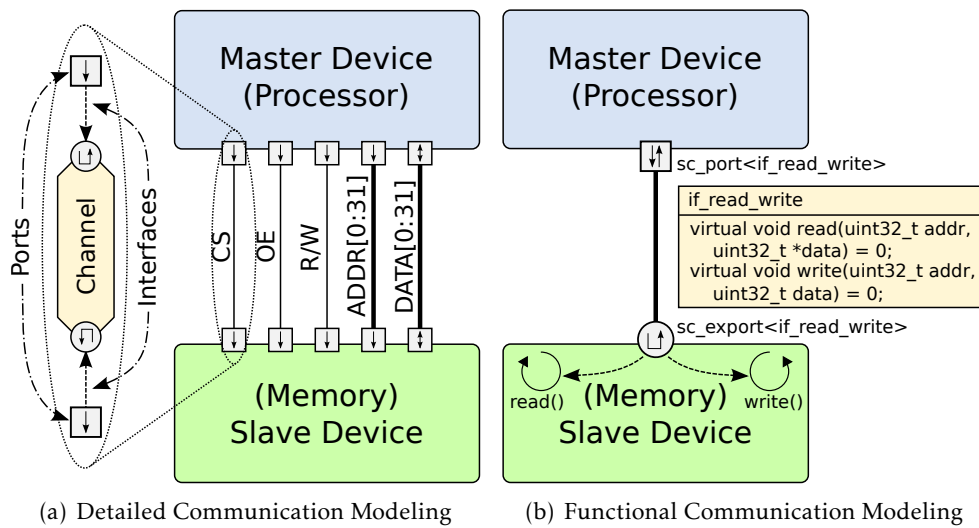 Master Device
(Processor)
Ports
Channel
Interfaces
CS
OE
R/W
ADDR[0:31]
DATA[0:31]
(Memory)
Slave Device
(a) Detailed Communication Modeling
Master Device
(Processor)
sc_port<if_read_write>
if_read_write
virtual void read(uint32_t addr,
uint32_t *data) = 0;
virtual void write(uint32_t addr,
uint32_t data) = 0;
sc_export<if_read_write>
read()
write()
(Memory)
Slave Device
(b) Functional Communication Modeling